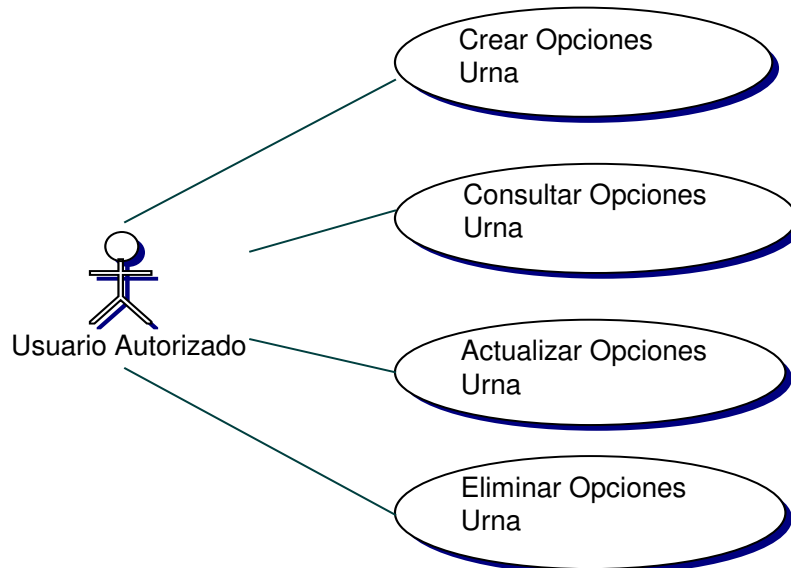 Crear Opciones
Urna
Consultar Opciones
Urna
Usuario Autorizado
Actualizar Opciones
Urna
Eliminar Opciones
Urna